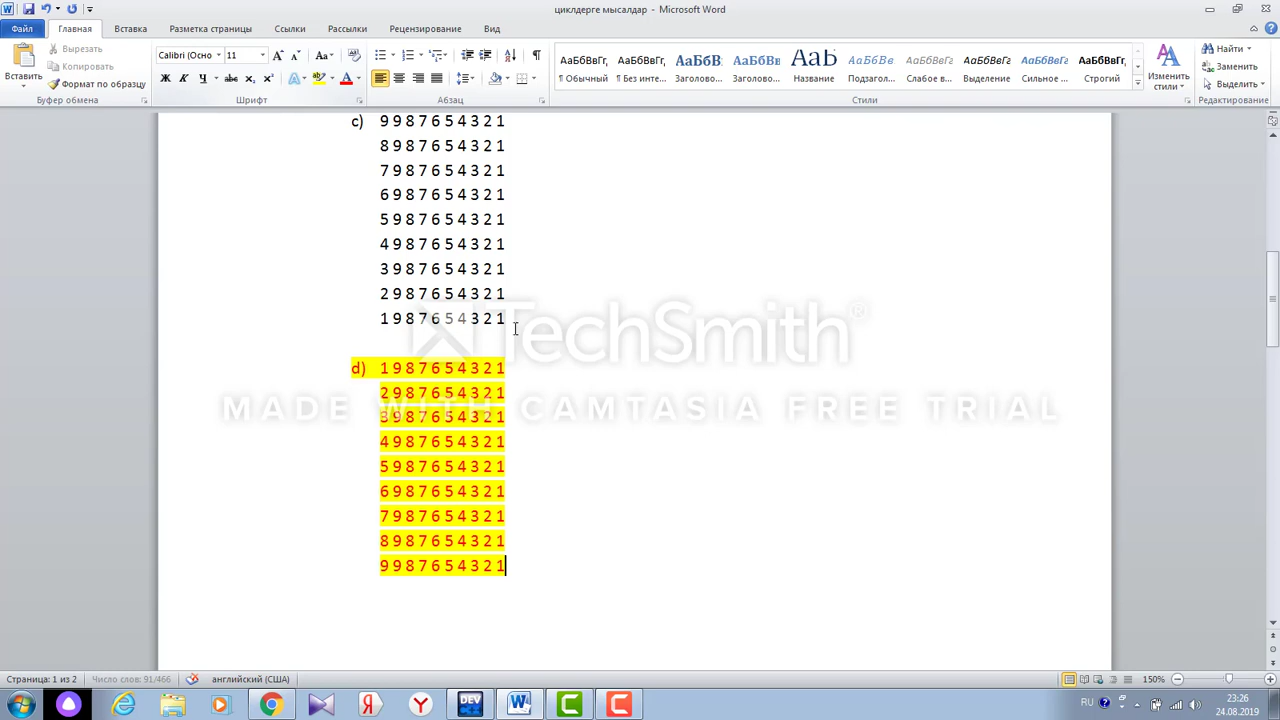 циклдерге мысалдар - Microsoft Word
Файл Главная Вставка Разметка страницы Ссылки Рассылки Рецензирование Вид
Вставить
Вырезать
Копировать
Формат по образцу
Буфер обмена
Calibri (Осно 11
Шрифт
Абзац
АаБбВвГг, АаБбВвГг, АаБбВ АаБбВв АаБ АаБбВв АаБбВвГг АаБбВвГг АаБбВвГг АаБбВвГг
¶ Обычный ¶ Без инте... Заголово... Заголово... Название Подзагол... Слабое в... Выделение Сильное ... Строгий
Стили
Изменить стили
Найти
Заменить
Выделить
Редактирование
c) 9 9 8 7 6 5 4 3 2 1
8 9 8 7 6 5 4 3 2 1
7 9 8 7 6 5 4 3 2 1
6 9 8 7 6 5 4 3 2 1
5 9 8 7 6 5 4 3 2 1
4 9 8 7 6 5 4 3 2 1
3 9 8 7 6 5 4 3 2 1
2 9 8 7 6 5 4 3 2 1
1 9 8 7 6 5 4 3 2 1
TechSmith®
d) 1 9 8 7 6 5 4 3 2 1
2 9 8 7 6 5 4 3 2 1
MADE WITH CAMTASIA FREE TRIAL
3 9 8 7 6 5 4 3 2 1
4 9 8 7 6 5 4 3 2 1
5 9 8 7 6 5 4 3 2 1
6 9 8 7 6 5 4 3 2 1
7 9 8 7 6 5 4 3 2 1
8 9 8 7 6 5 4 3 2 1
9 9 8 7 6 5 4 3 2 1
Страница: 1 из 2 Число слов: 91/466 английский (США) 150%
DEV
RU 23:26
24.08.2019